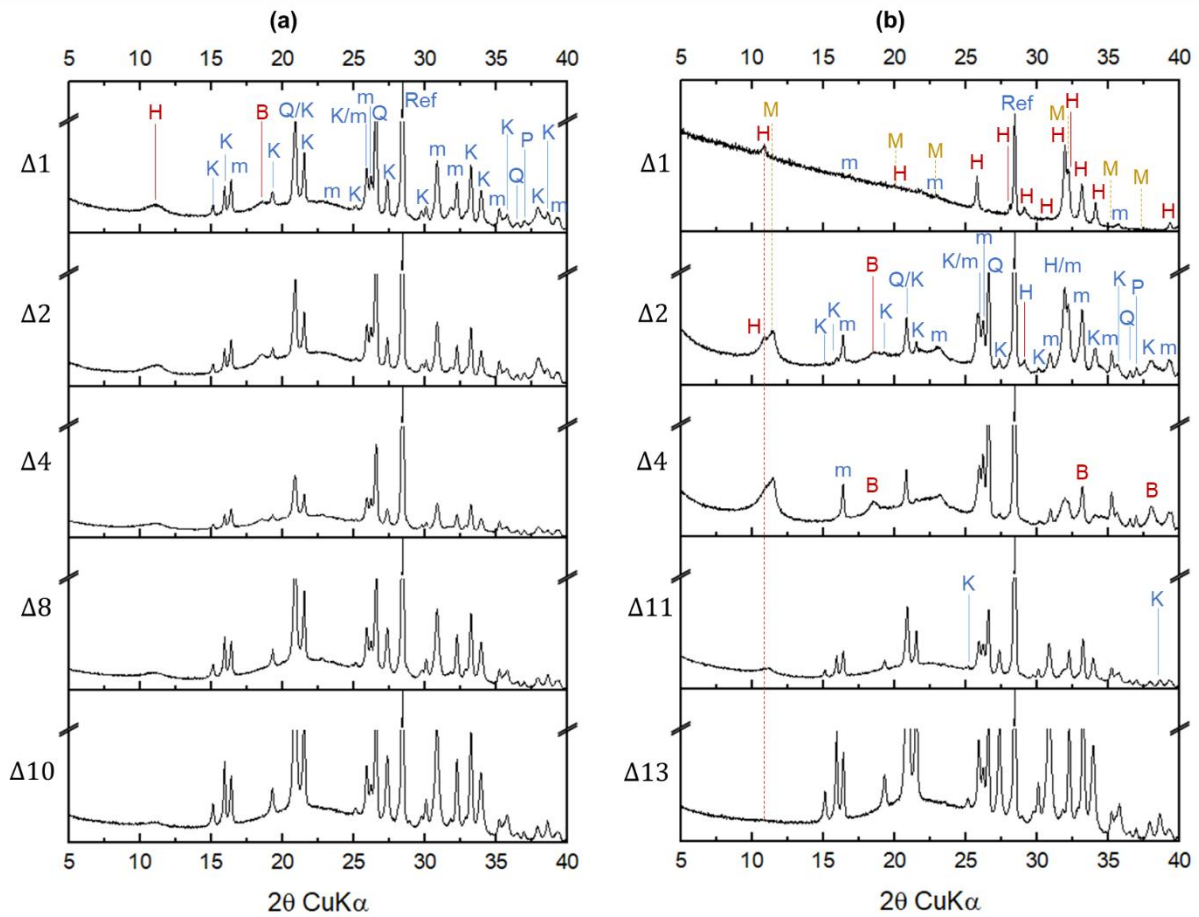 (a)
5 10 15 20 25 30 35 40
H B Q/K K/m m Q Ref K P K
K K m K K m K K K m m K K m Q K m
Δ1
Δ2
Δ4
Δ8
Δ10
5 10 15 20 25 30 35 40
2θ CuKα
(b)
5 10 15 20 25 30 35 40
H M m M H M m H H Ref H H M H H H H M m M H
Δ1
H K K m B K Q/K K m K/m m Q K H K m H/m m K m K Q P K m
Δ2
m B B B
Δ4
K K
Δ11
Δ13
5 10 15 20 25 30 35 40
2θ CuKα